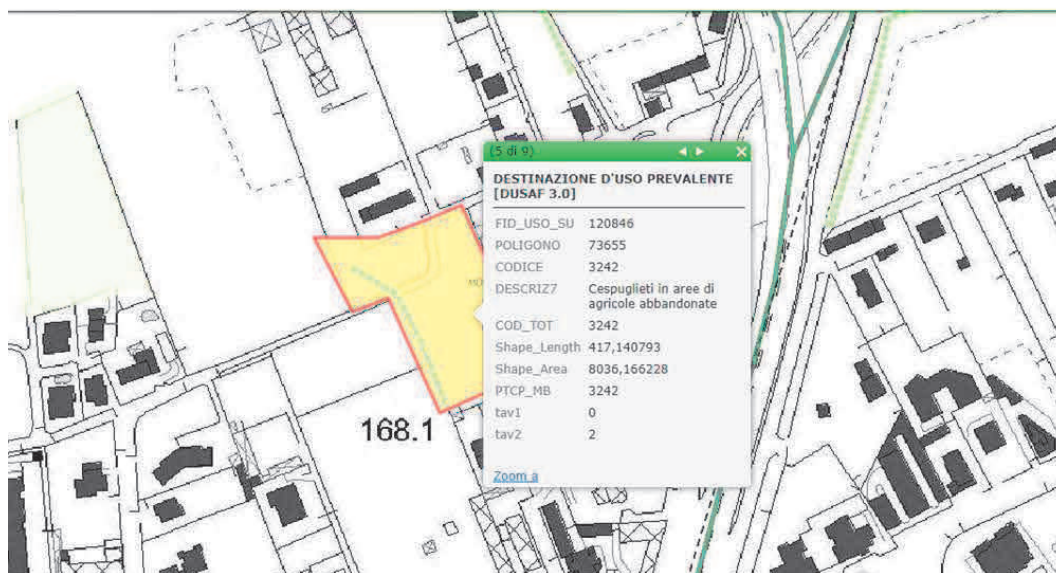 (5 di 9)
DESTINAZIONE D'USO PREVALENTE
[DUSAF 3.0]
FID_USO_SU 120846
POLIGONO 73655
CODICE 3242
DESCRIZ7 Cespuglieti in aree di
agricole abbandonate
COD_TOT 3242
Shape_Length 417,140793
Shape_Area 8036,166228
PTCP_MB 3242
tav1 0
tav2 2
168.1
Zoom a